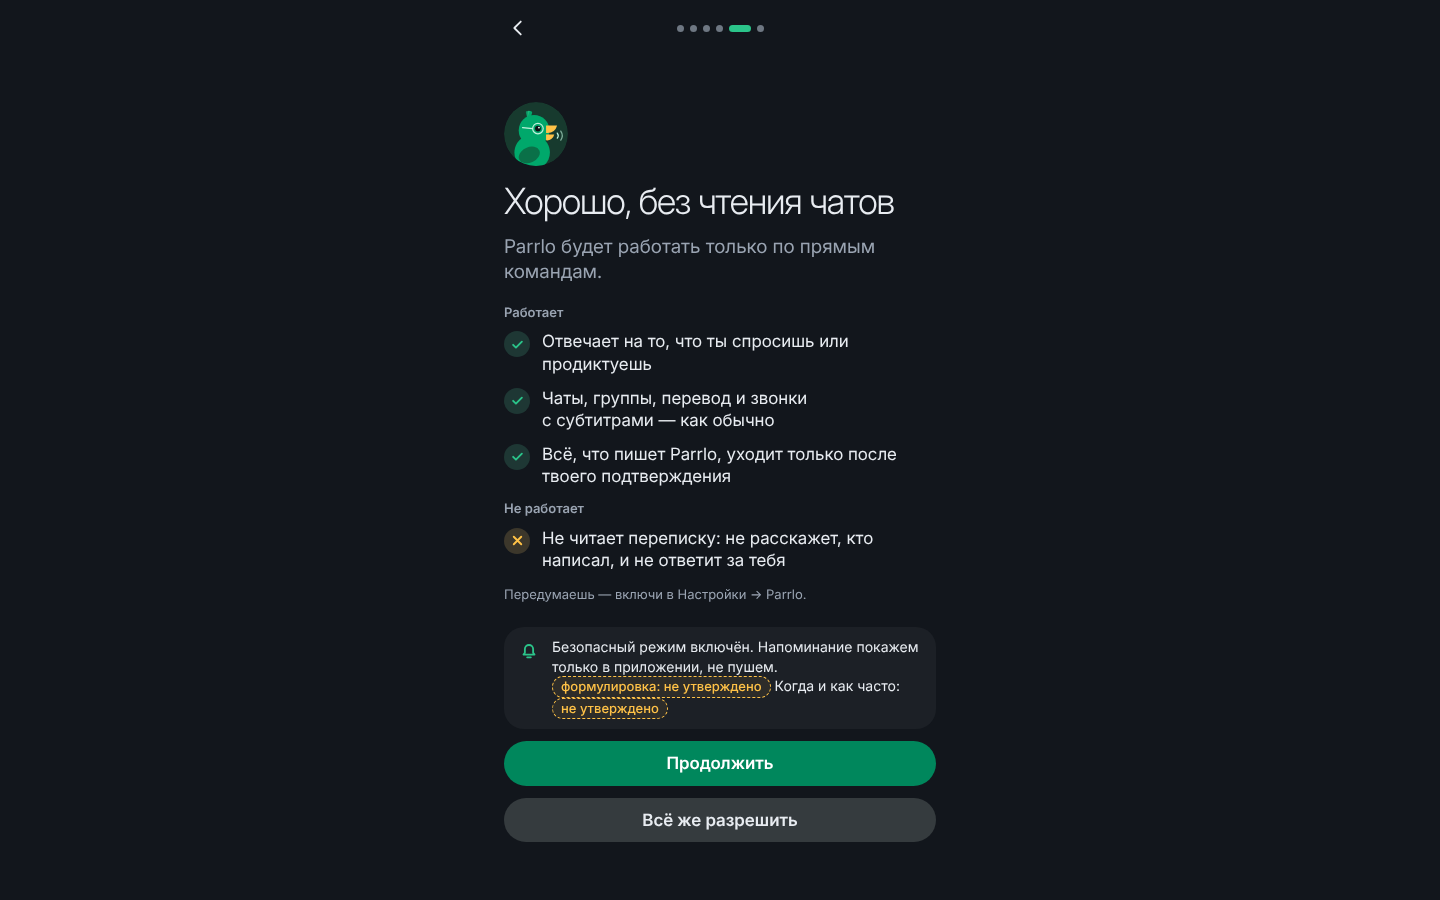 Хорошо, без чтения чатов
Parrlo будет работать только по прямым
командам.
Работает
Отвечает на то, что ты спросишь или
продиктуешь
Чаты, группы, перевод и звонки
с субтитрами — как обычно
Всё, что пишет Parrlo, уходит только после
твоего подтверждения
Не работает
Не читает переписку: не расскажет, кто
написал, и не ответит за тебя
Передумаешь — включи в Настройки → Parrlo.
Безопасный режим включён. Напоминание покажем
только в приложении, не пушем.
формулировка: не утверждено Когда и как часто:
не утверждено
Продолжить
Всё же разрешить